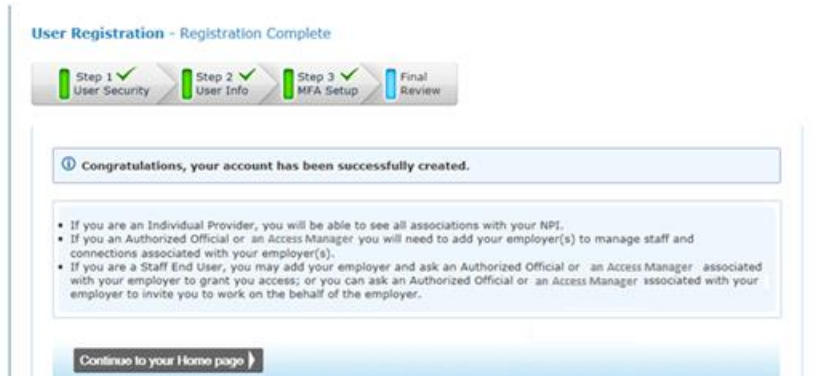 User Registration - Registration Complete
Step 1
User Security
Step 2
User Info
Step 3
MFA Setup
Final
Review
Congratulations, your account has been successfully created.
• If you are an Individual Provider, you will be able to see all associations with your NPI.
• If you an Authorized Official or an Access Manager you will need to add your employer(s) to manage staff and
connections associated with your employer(s).
• If you are a Staff End User, you may add your employer and ask an Authorized Official or an Access Manager associated
with your employer to grant you access; or you can ask an Authorized Official or an Access Manager associated with your
employer to invite you to work on the behalf of the employer.
Continue to your Home page